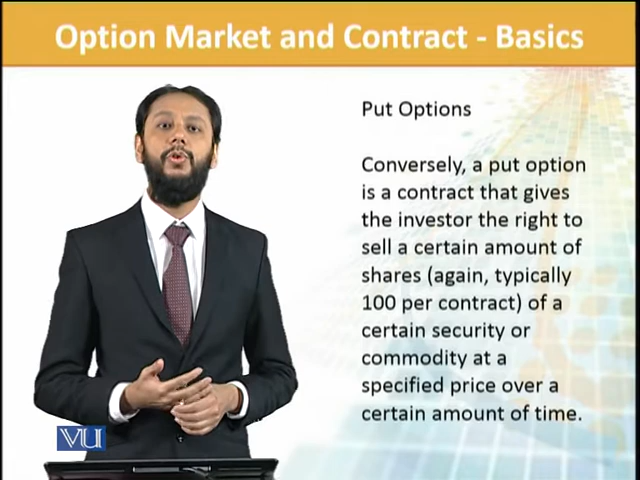 Option Market and Contract - Basics
Put Options
Conversely, a put option
is a contract that gives
the investor the right to
sell a certain amount of
shares (again, typically
100 per contract) of a
certain security or
commodity at a
specified price over a
certain amount of time.
VU